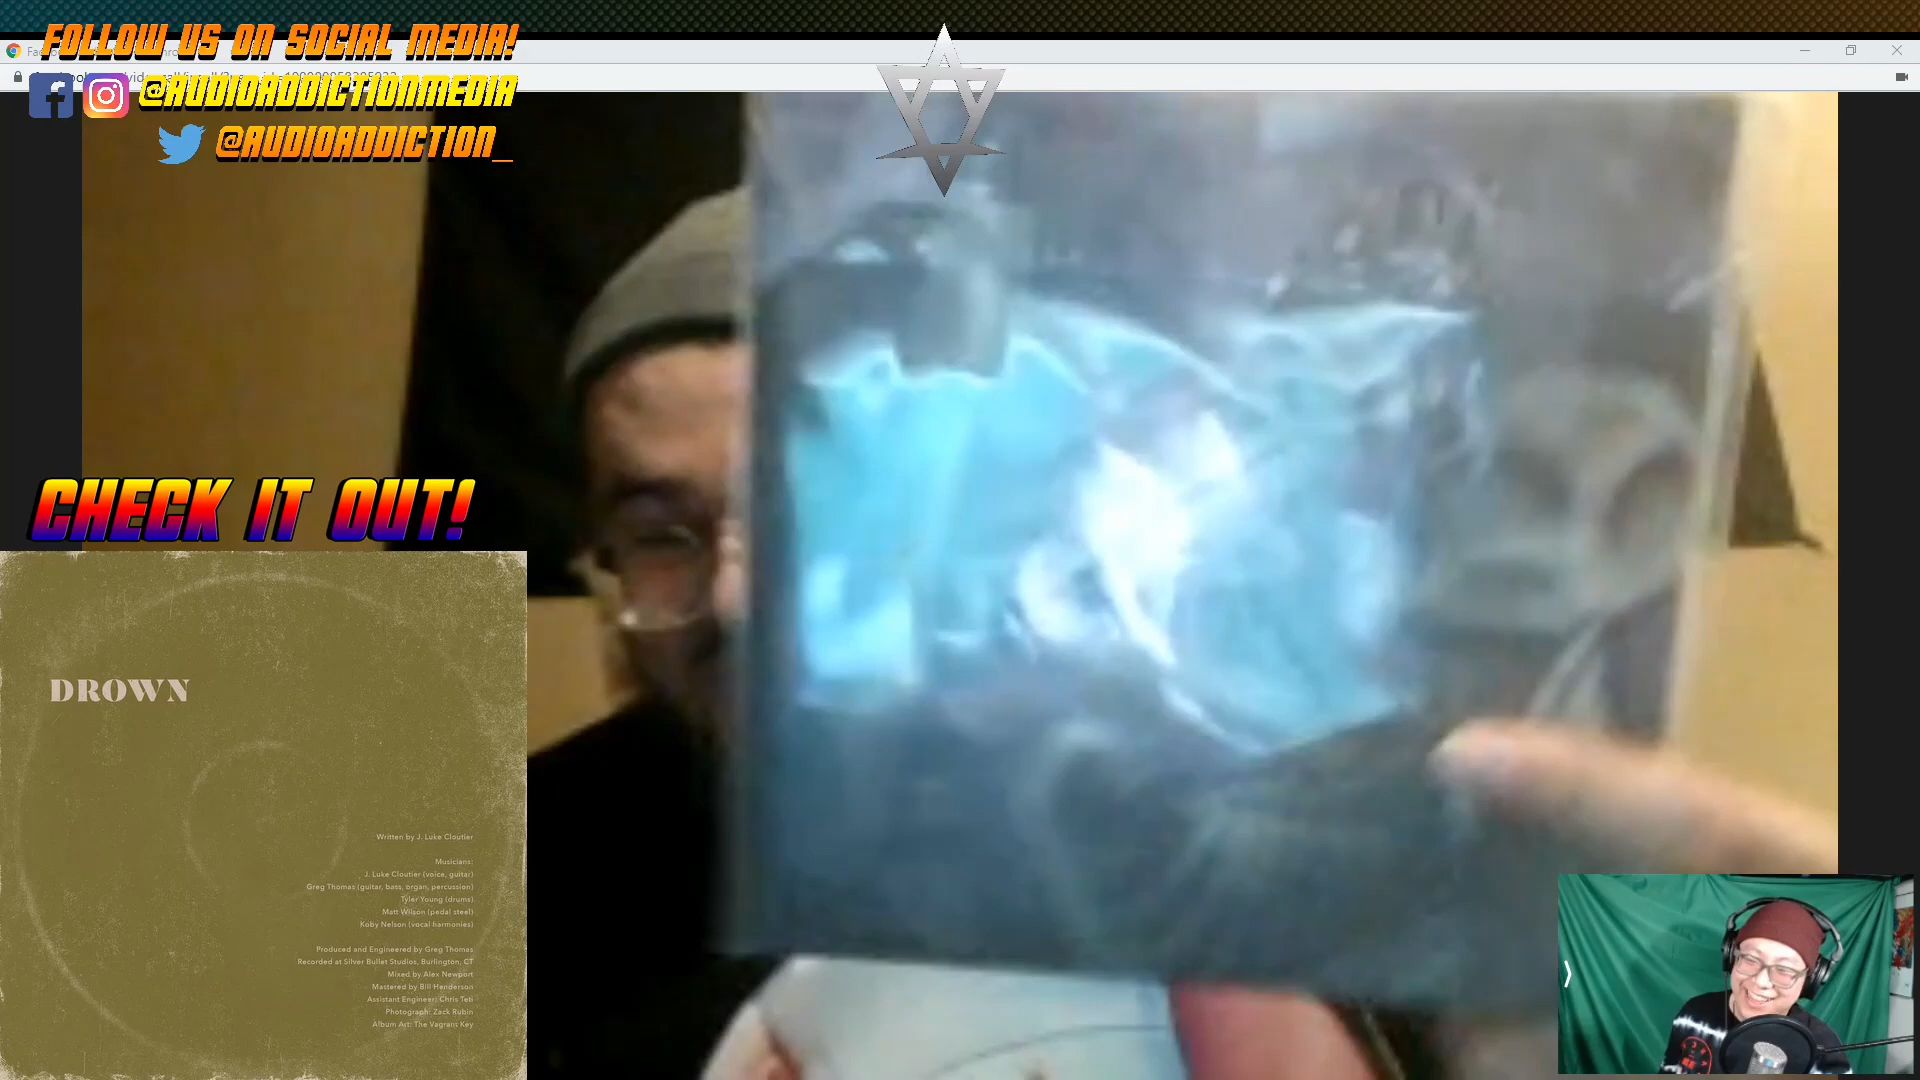 FOLLOW US ON SOCIAL MEDIA!
@AUDIOADDICTIONMEDIA
@AUDIOADDICTION_
CHECK IT OUT!
DROWN
Written by J. Luke Cloutier
Musicians:
J. Luke Cloutier (voice, guitar)
Greg Thomas (guitar, bass, organ, percussion)
Tyler Young (drums)
Matt Wilson (pedal steel)
Koby Nelson (vocal harmonies)
Produced and Engineered by Greg Thomas
Recorded at Silver Bullet Studios, Burlington, CT
Mixed by Alex Newport
Mastered by Bill Henderson
Assistant Engineer: Chris Teti
Photograph: Zack Rubin
Album Art: The Vagrant Key